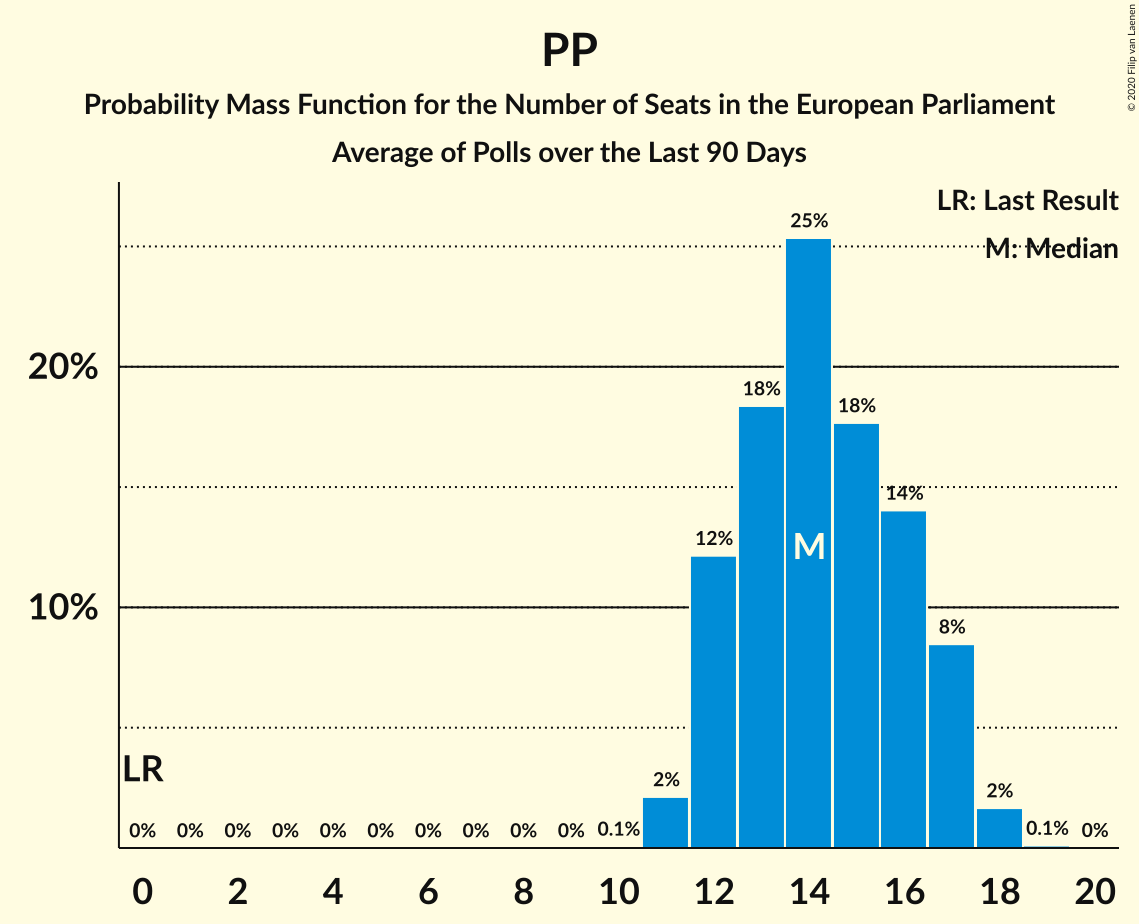 PP
Probability Mass Function for the Number of Seats in the European Parliament
Average of Polls over the Last 90 Days
© 2020 Filip van Laenen
LR: Last Result
M: Median
25%
20%
18%
18%
14%
12%
M
10%
8%
LR
2%
2%
0% 0% 0% 0% 0% 0% 0% 0% 0% 0% 0.1% 0.1% 0%
0 2 4 6 8 10 12 14 16 18 20